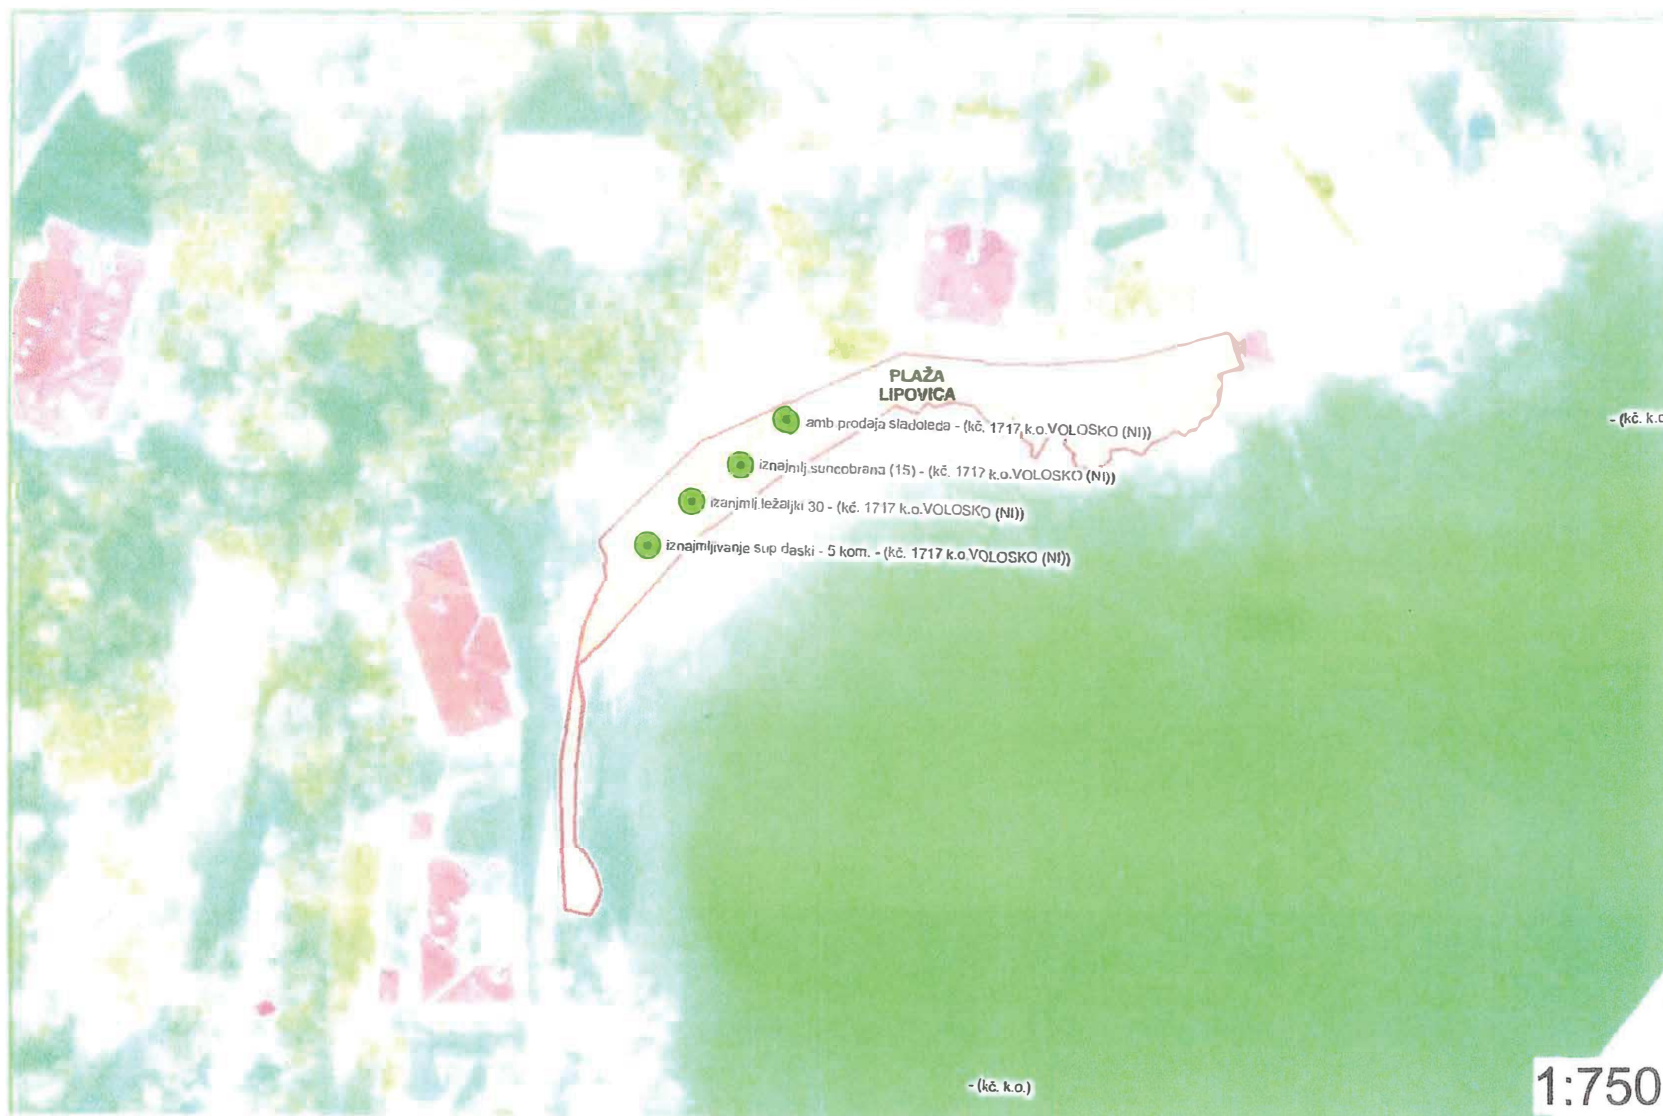 PLAŽA
LIPOVICA
amb prodaja sladoleda - (kč. 1717 k.o.VOLOSKO (NI))
- (kč. k.o
iznajmlj.suncobrana (15) - (kč. 1717 k.o.VOLOSKO (NI))
izanjmlj.ležaljki 30 - (kč. 1717 k.o.VOLOSKO (NI))
iznajmljivanje sup daski - 5 kom. - (kč. 1717 k.o.VOLOSKO (NI))
- (kč. k.o.)
1:750